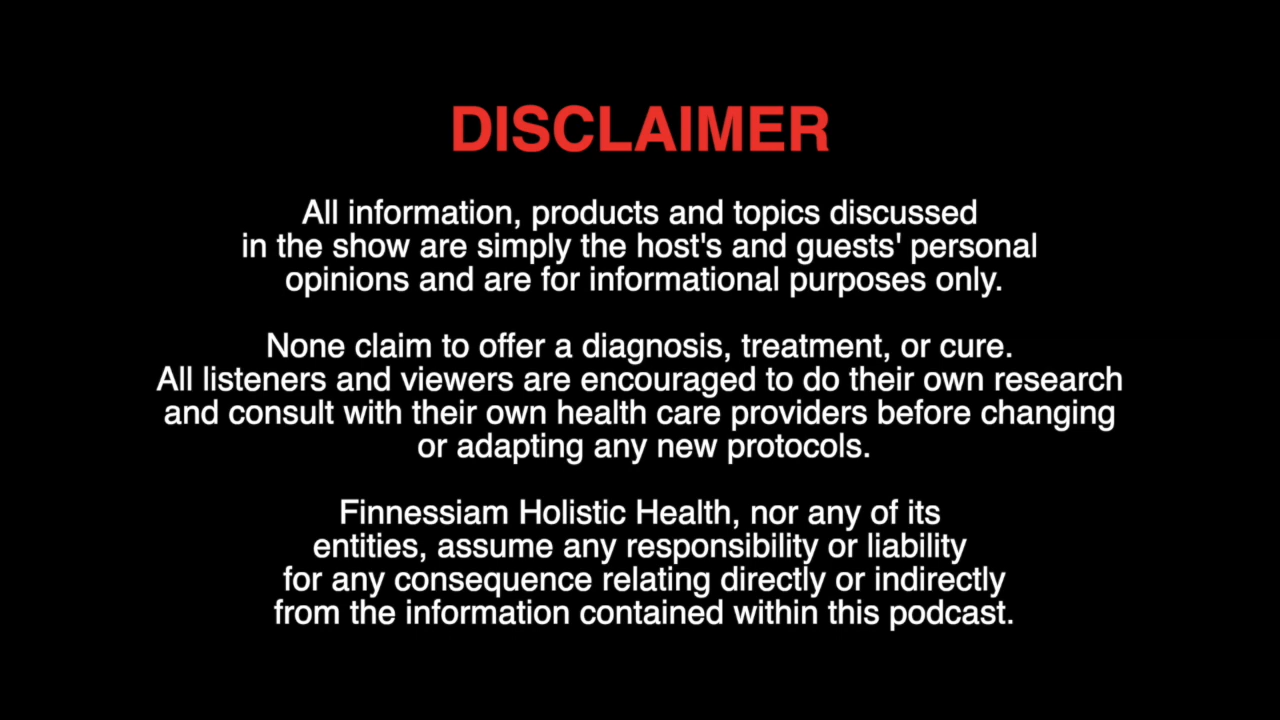 DISCLAIMER
All information, products and topics discussed
in the show are simply the host's and guests' personal
opinions and are for informational purposes only.
None claim to offer a diagnosis, treatment, or cure.
All listeners and viewers are encouraged to do their own research
and consult with their own health care providers before changing
or adapting any new protocols.
Finnessiam Holistic Health, nor any of its
entities, assume any responsibility or liability
for any consequence relating directly or indirectly
from the information contained within this podcast.